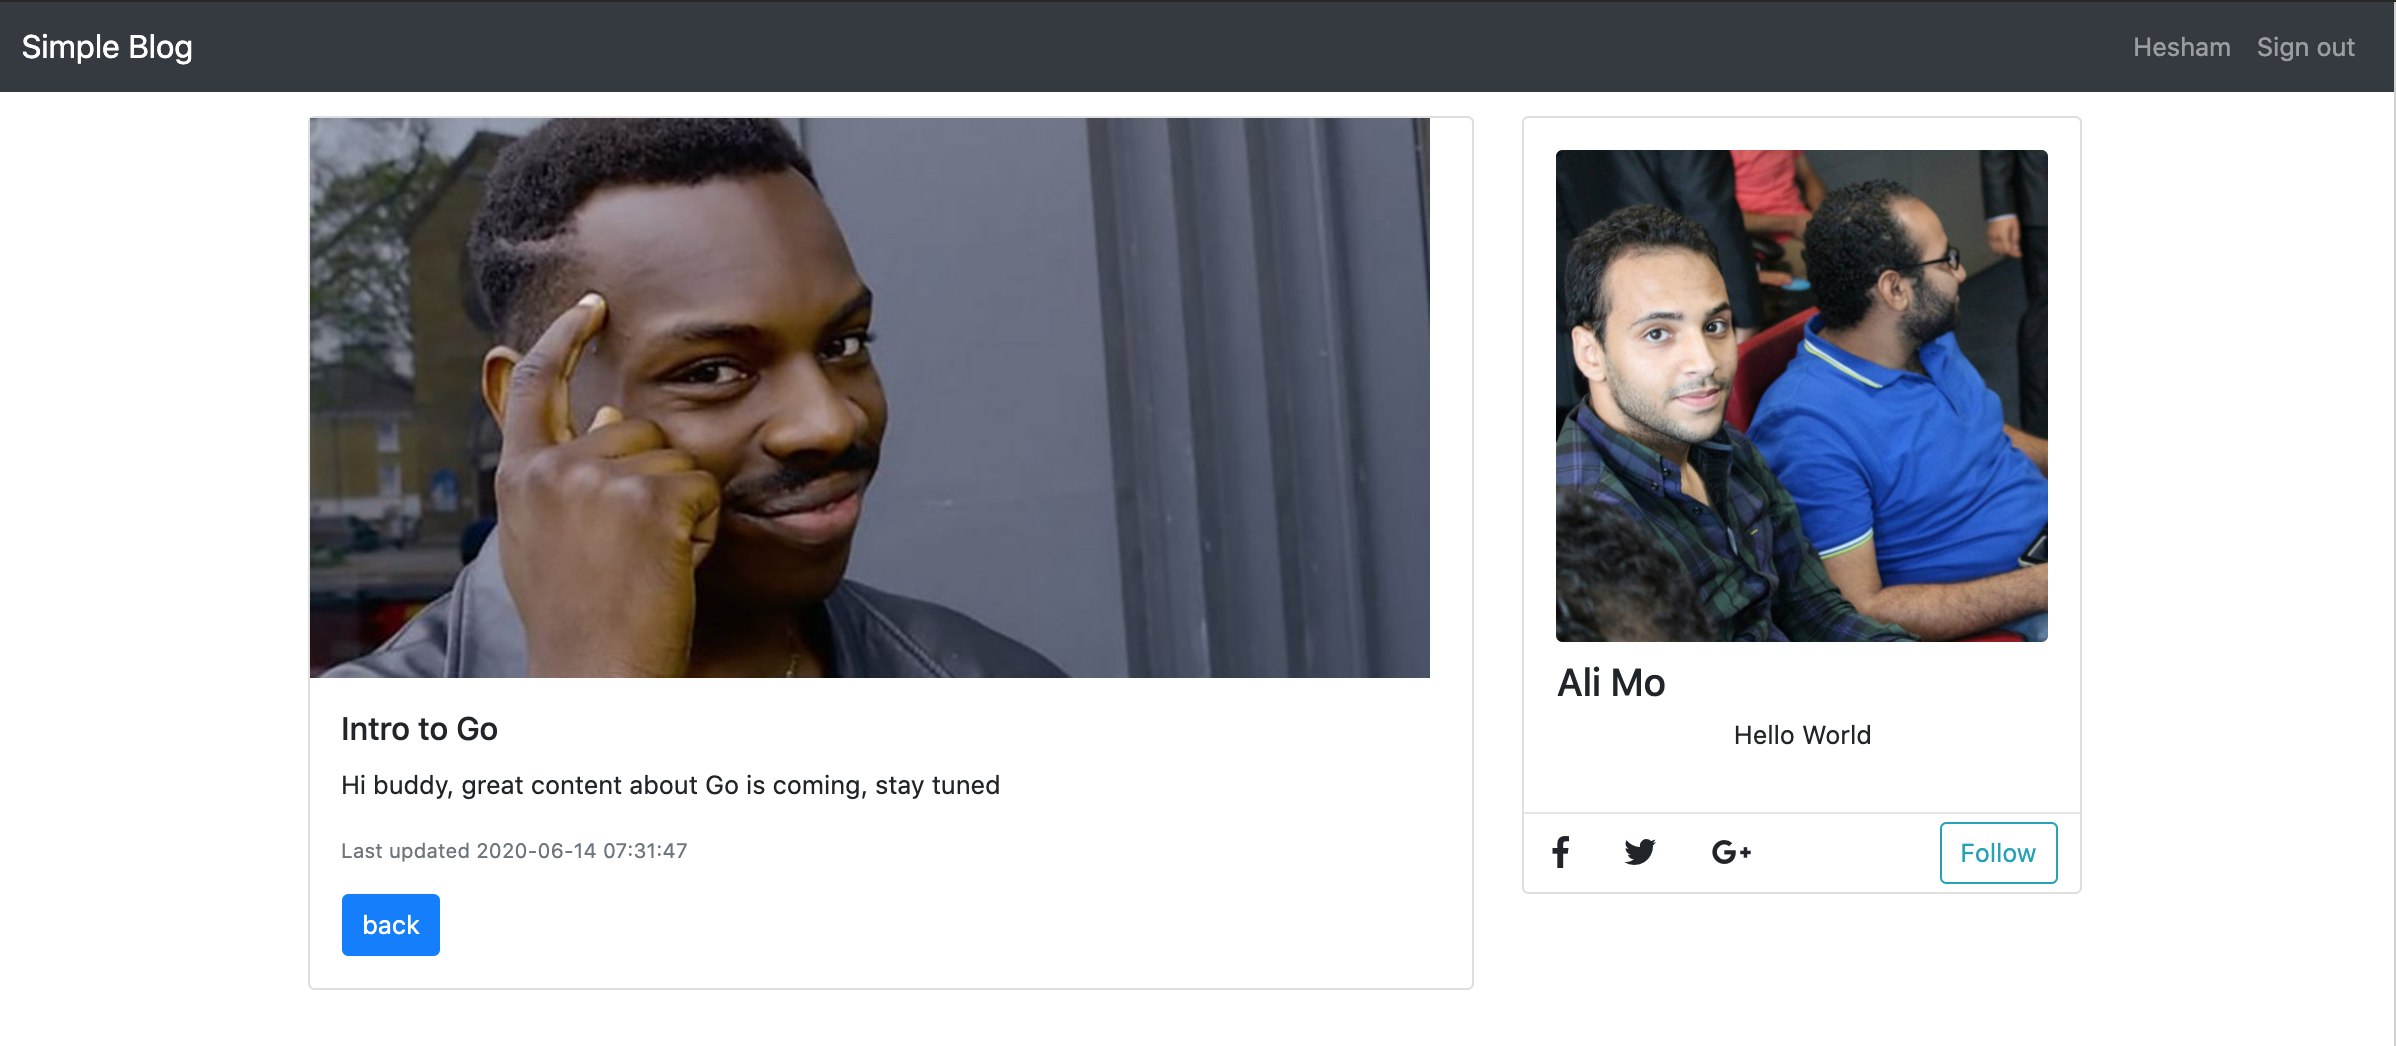 Simple Blog
Hesham
Sign out
Intro to Go
Hi buddy, great content about Go is coming, stay tuned
Last updated 2020-06-14 07:31:47
back
Ali Mo
Hello World
Follow